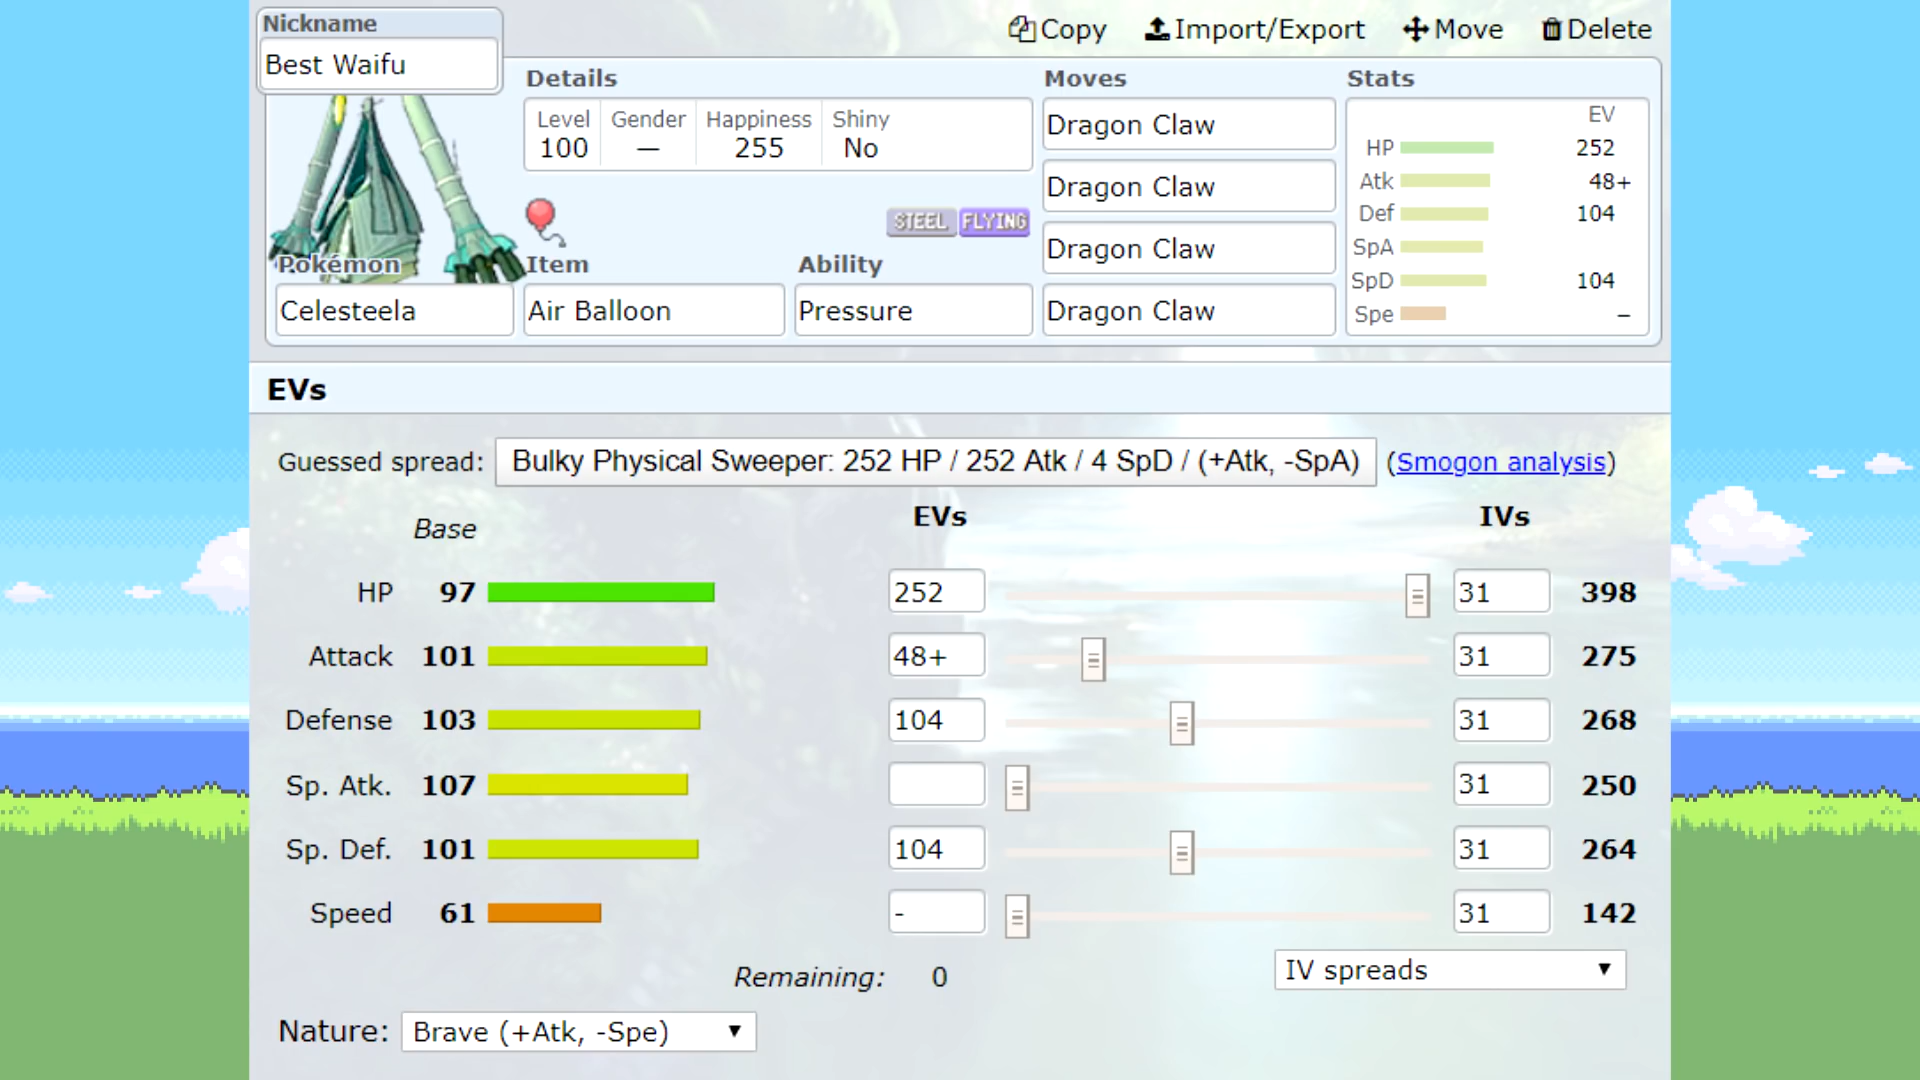 Nickname
Best Waifu
Copy Import/Export Move Delete
Details
Level Gender Happiness Shiny
100 — 255 No
STEEL FLYING
Pokémon
Celesteela
Item
Air Balloon
Ability
Pressure
Moves
Dragon Claw
Dragon Claw
Dragon Claw
Dragon Claw
Stats
EV
HP 252
Atk 48+
Def 104
SpA
SpD 104
Spe –
EVs
Guessed spread: Bulky Physical Sweeper: 252 HP / 252 Atk / 4 SpD / (+Atk, -SpA) (Smogon analysis)
Base EVs IVs
HP 97 252 31 398
Attack 101 48+ 31 275
Defense 103 104 31 268
Sp. Atk. 107 31 250
Sp. Def. 101 104 31 264
Speed 61 - 31 142
Remaining: 0 IV spreads
Nature: Brave (+Atk, -Spe)